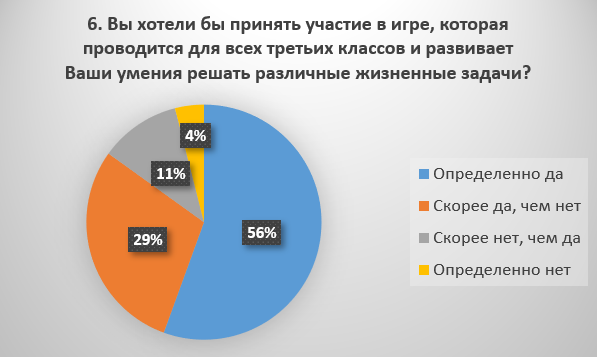 6. Вы хотели бы принять участие в игре, которая
проводится для всех третьих классов и развивает
Ваши умения решать различные жизненные задачи?
4%
11%
29%
56%
Определенно да
Скорее да, чем нет
Скорее нет, чем да
Определенно нет